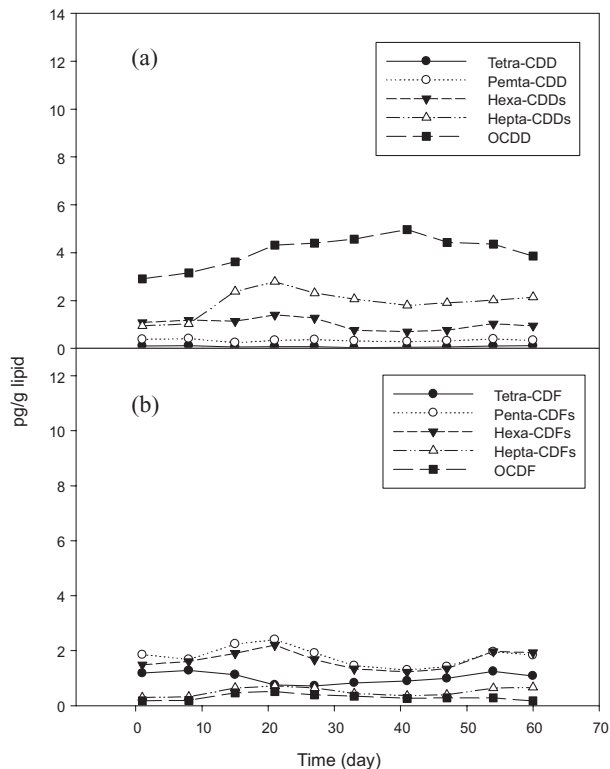 14
12
10
8
6
4
2
0
(a)
Tetra-CDD
Pemta-CDD
Hexa-CDDs
Hepta-CDDs
OCDD
pg/g lipid
12
10
8
6
4
2
0
(b)
Tetra-CDF
Penta-CDFs
Hexa-CDFs
Hepta-CDFs
OCDF
0 10 20 30 40 50 60 70
Time (day)